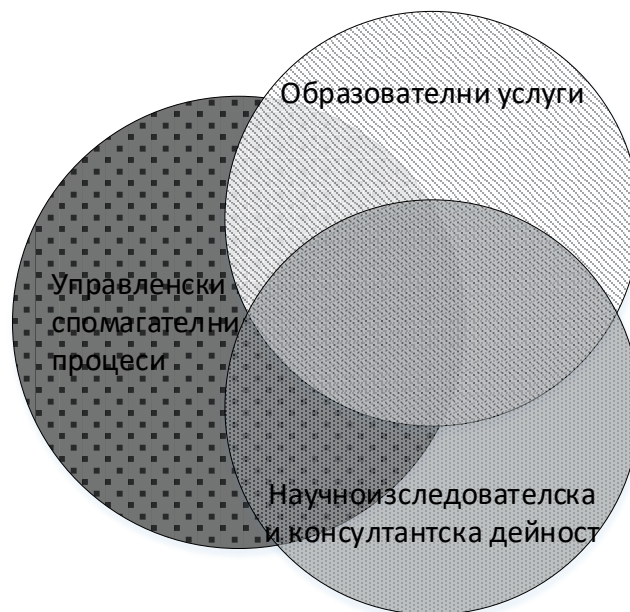 Образователни услуги
Управленски
спомагателни
процеси
Научноизследователска
и консултантска дейност